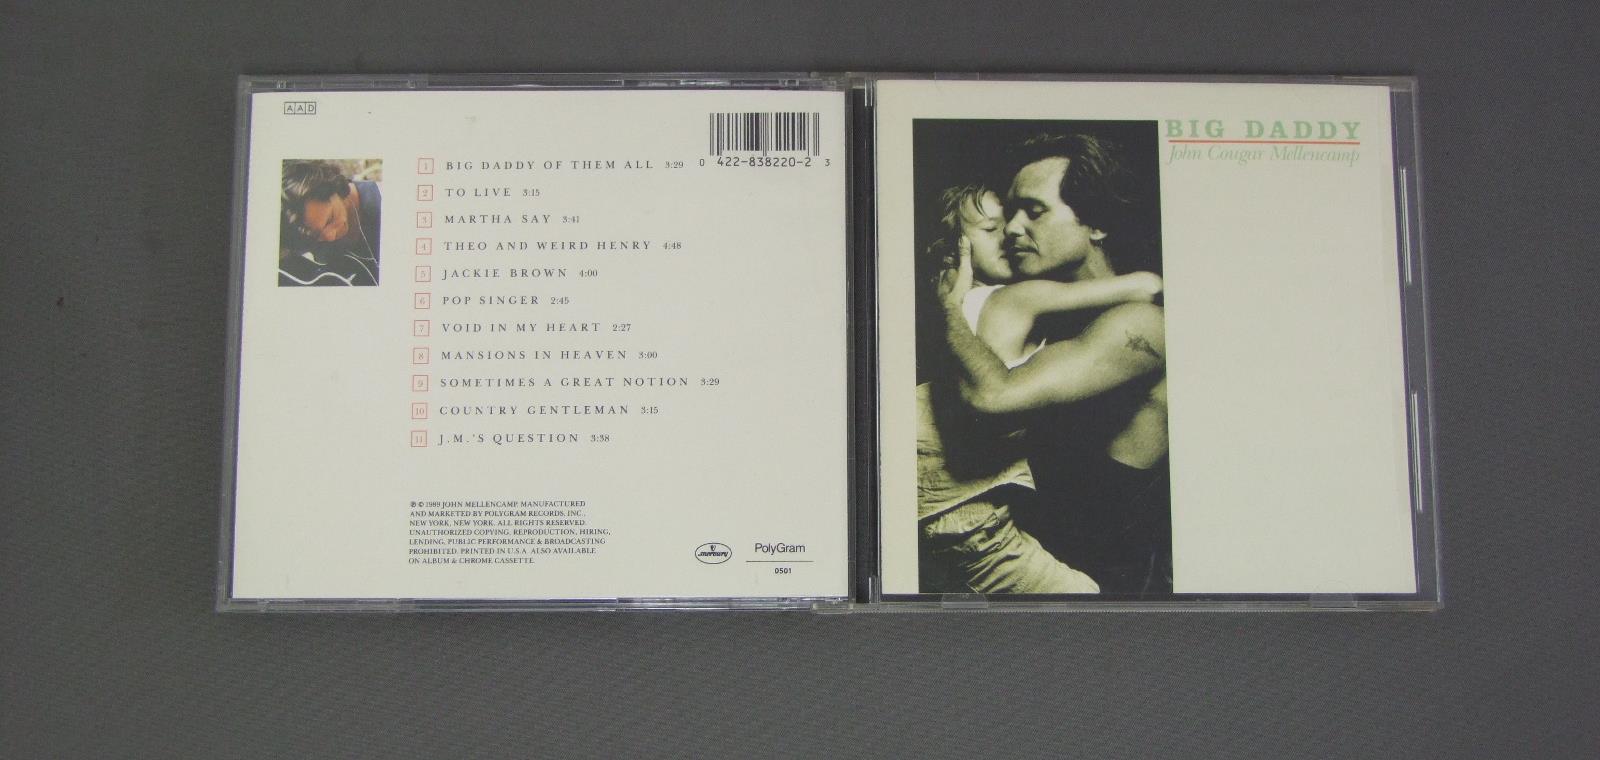 AAD
0 422-838220-2 3
1 BIG DADDY OF THEM ALL 3:29
2 TO LIVE 3:15
3 MARTHA SAY 3:41
4 THEO AND WEIRD HENRY 4:48
5 JACKIE BROWN 4:00
6 POP SINGER 2:45
7 VOID IN MY HEART 2:27
8 MANSIONS IN HEAVEN 3:00
9 SOMETIMES A GREAT NOTION 3:29
10 COUNTRY GENTLEMAN 3:15
11 J.M.'S QUESTION 3:38
℗ © 1989 JOHN MELLENCAMP. MANUFACTURED
AND MARKETED BY POLYGRAM RECORDS, INC.,
NEW YORK, NEW YORK. ALL RIGHTS RESERVED.
UNAUTHORIZED COPYING, REPRODUCTION, HIRING,
LENDING, PUBLIC PERFORMANCE & BROADCASTING
PROHIBITED. PRINTED IN U.S.A. ALSO AVAILABLE
ON ALBUM & CHROME CASSETTE.
mercury
PolyGram
0501
BIG DADDY
John Cougar Mellencamp